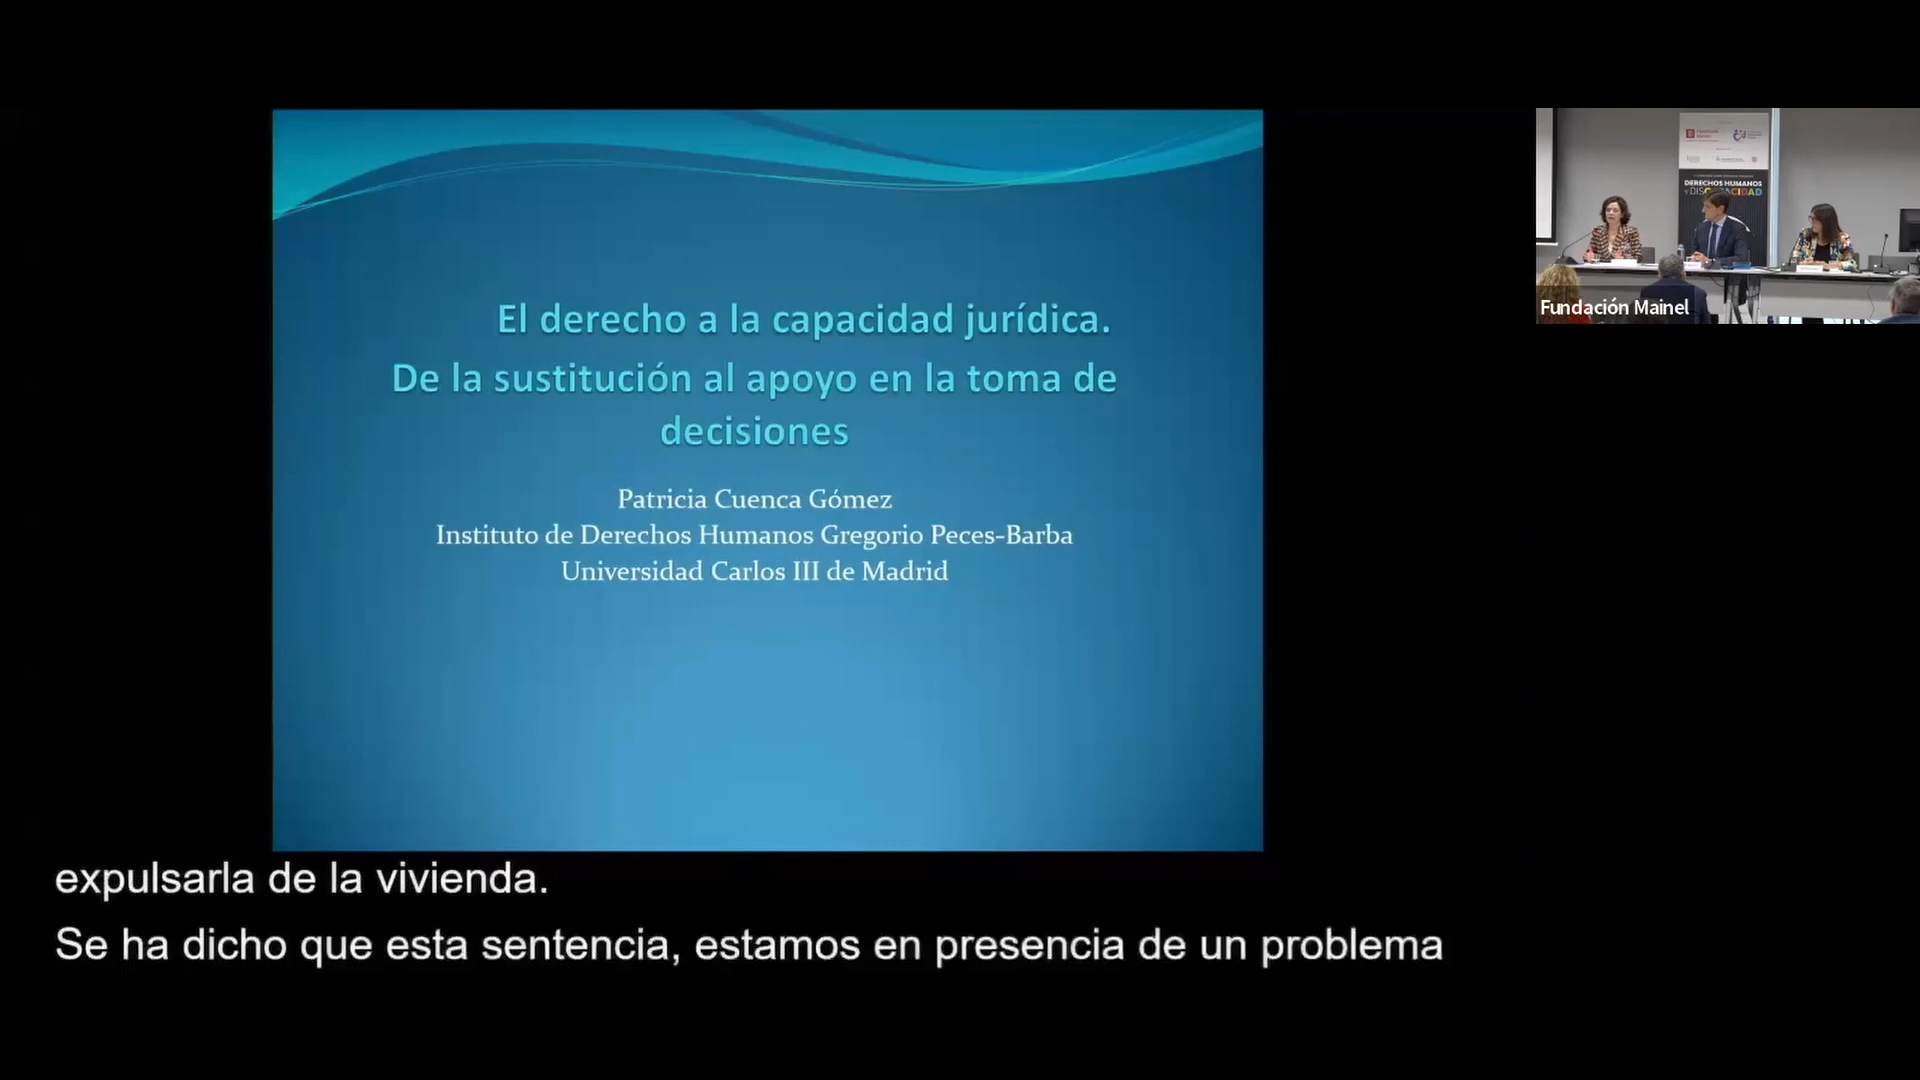 El derecho a la capacidad jurídica.
De la sustitución al apoyo en la toma de
decisiones
Patricia Cuenca Gómez
Instituto de Derechos Humanos Gregorio Peces-Barba
Universidad Carlos III de Madrid
DERECHOS HUMANOS
Y DISCAPACIDAD
Fundación Mainel
expulsarla de la vivienda.
Se ha dicho que esta sentencia, estamos en presencia de un problema